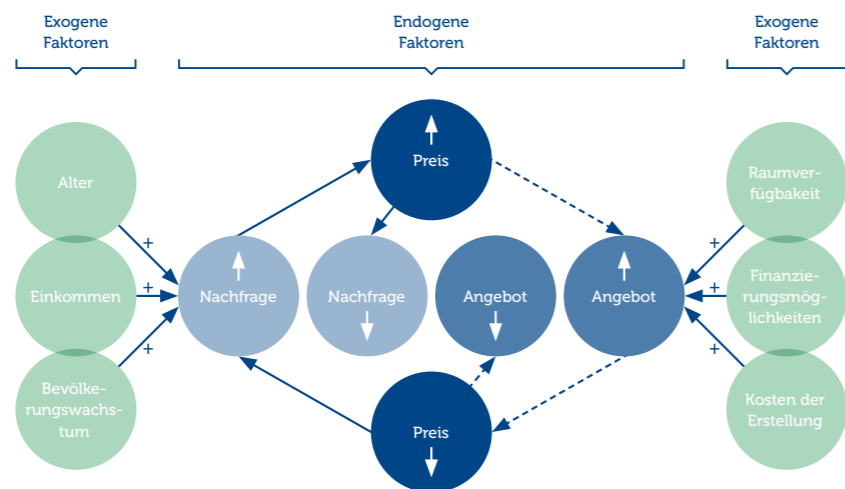 Exogene
Faktoren
Endogene
Faktoren
Exogene
Faktoren
Preis
Alter
Raumver-
fügbakeit
+
+
Nachfrage
Nachfrage
Angebot
Angebot
Einkommen
+
+
Finanzie-
rungsmög-
lichkeiten
+
+
Bevölke-
rungswachs-
tum
Preis
Kosten der
Erstellung